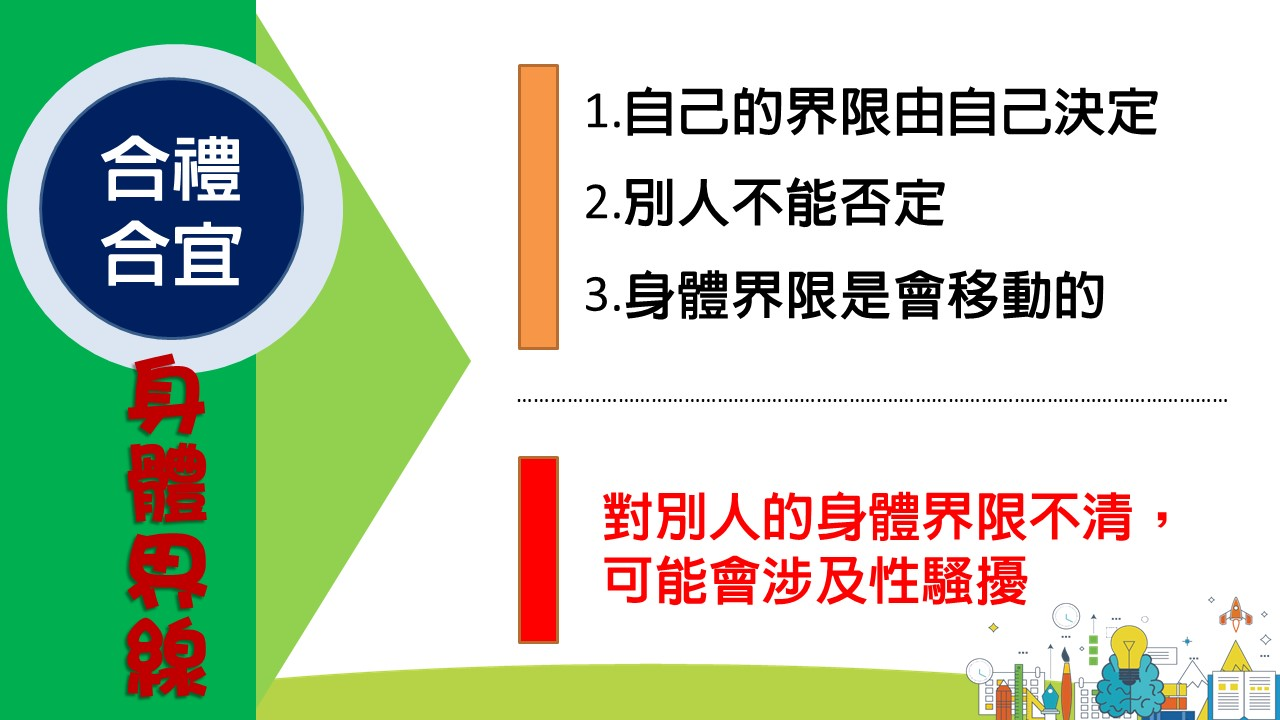 合禮
合宜
身
體
界
線
1.自己的界限由自己決定
2.別人不能否定
3.身體界限是會移動的
對別人的身體界限不清，
可能會涉及性騷擾